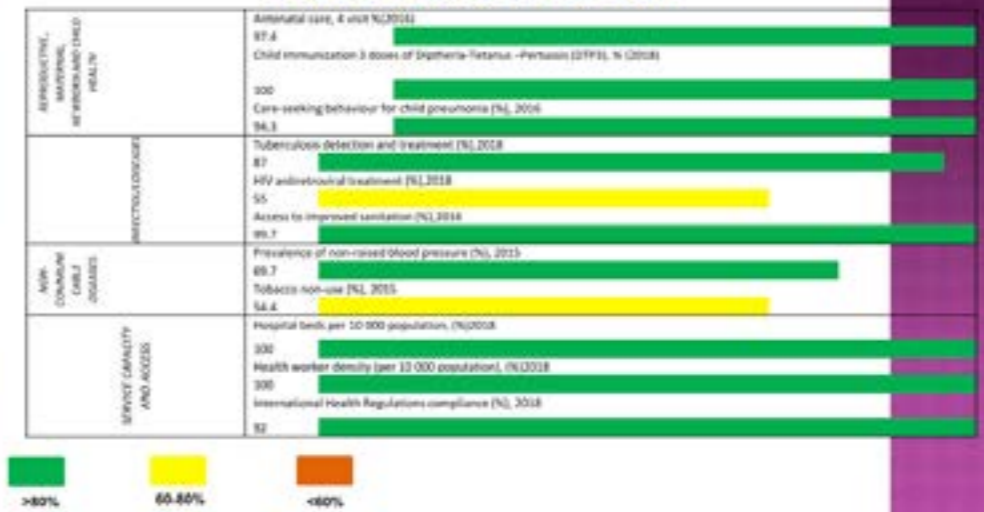 REPRODUCTIVE,
MATERNAL,
NEWBORN AND CHILD
HEALTH
Antenatal care, 4 visit %(2016)
97.4
Child immunization 3 doses of Diptheria-Tetanus -Pertussis (DTP3), % (2018)
100
Care-seeking behaviour for child pneumonia (%), 2016
94.3
INFECTIOUS DISEASES
Tuberculosis detection and treatment (%),2018
87
HIV antiretroviral treatment (%),2018
55
Access to improved sanitation (%),2016
99.7
NON-
COMMUNI
CABLE
DISEASES
Prevalence of non-raised blood pressure (%), 2015
69.7
Tobacco non-use (%), 2015
54.4
SERVICE CAPACITY
AND ACCESS
Hospital beds per 10 000 population, (%)2018
100
Health worker density (per 10 000 population), (%)2018
100
International Health Regulations compliance (%), 2018
92
>80%
60-80%
<60%